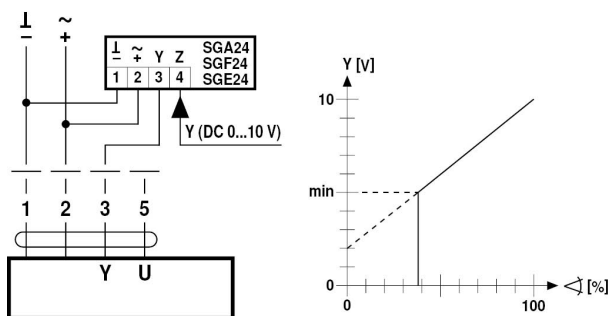 ⊥ ~
− +
⊥ ~ Y Z
− +
1 2 3 4
SGA24
SGF24
SGE24
Y (DC 0...10 V)
1 2 3 5
Y U
Y [V]
10
min
0
0 100
∢ [%]